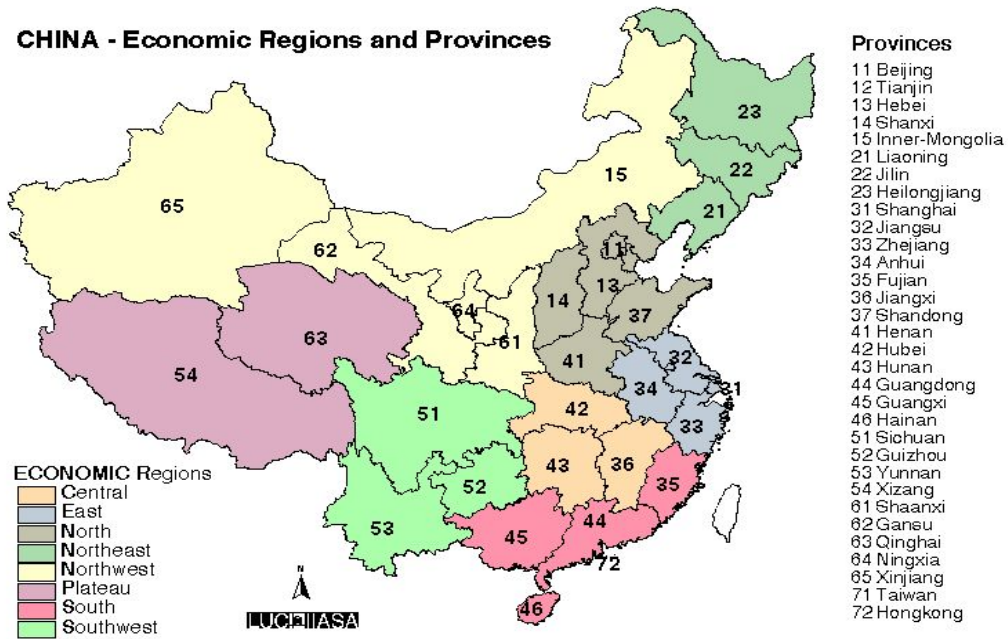 CHINA - Economic Regions and Provinces
Provinces
11 Beijing
12 Tianjin
13 Hebei
14 Shanxi
15 Inner-Mongolia
21 Liaoning
22 Jilin
23 Heilongjiang
31 Shanghai
32 Jiangsu
33 Zhejiang
34 Anhui
35 Fujian
36 Jiangxi
37 Shandong
41 Henan
42 Hubei
43 Hunan
44 Guangdong
45 Guangxi
46 Hainan
51 Sichuan
52 Guizhou
53 Yunnan
54 Xizang
61 Shaanxi
62 Gansu
63 Qinghai
64 Ningxia
65 Xinjiang
71 Taiwan
72 Hongkong
23
22
15
21
65
62
11
13
14
64
37
63
61
41
32
54
34
31
51
42
33
43
36
52
35
53
44
45
72
46
ECONOMIC Regions
Central
East
North
Northeast
Northwest
Plateau
South
Southwest
N